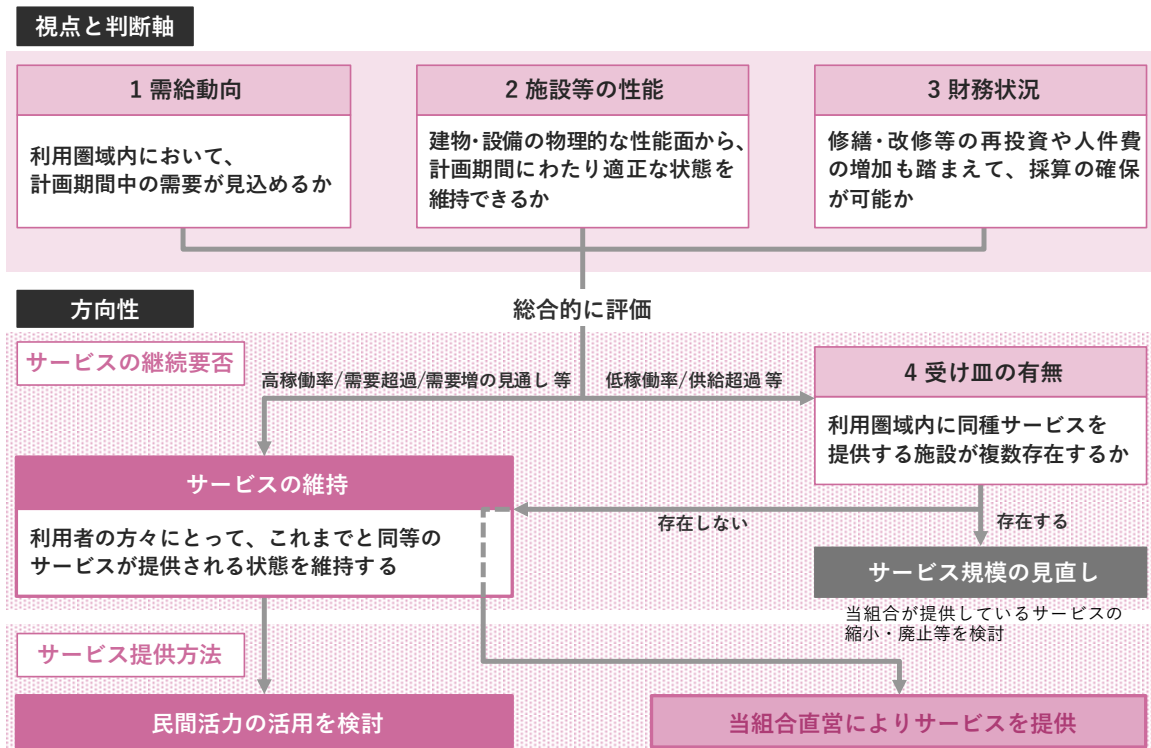 視点と判断軸
1 需給動向
利用圏域内において、
計画期間中の需要が見込めるか
2 施設等の性能
建物・設備の物理的な性能面から、
計画期間にわたり適正な状態を
維持できるか
3 財務状況
修繕・改修等の再投資や人件費
の増加も踏まえて、採算の確保
が可能か
方向性
総合的に評価
サービスの継続要否
高稼働率/需要超過/需要増の見通し 等
低稼働率/供給超過 等
4 受け皿の有無
利用圏域内に同種サービスを
提供する施設が複数存在するか
サービスの維持
利用者の方々にとって、これまでと同等の
サービスが提供される状態を維持する
存在しない
存在する
サービス規模の見直し
当組合が提供しているサービスの
縮小・廃止等を検討
サービス提供方法
民間活力の活用を検討
当組合直営によりサービスを提供